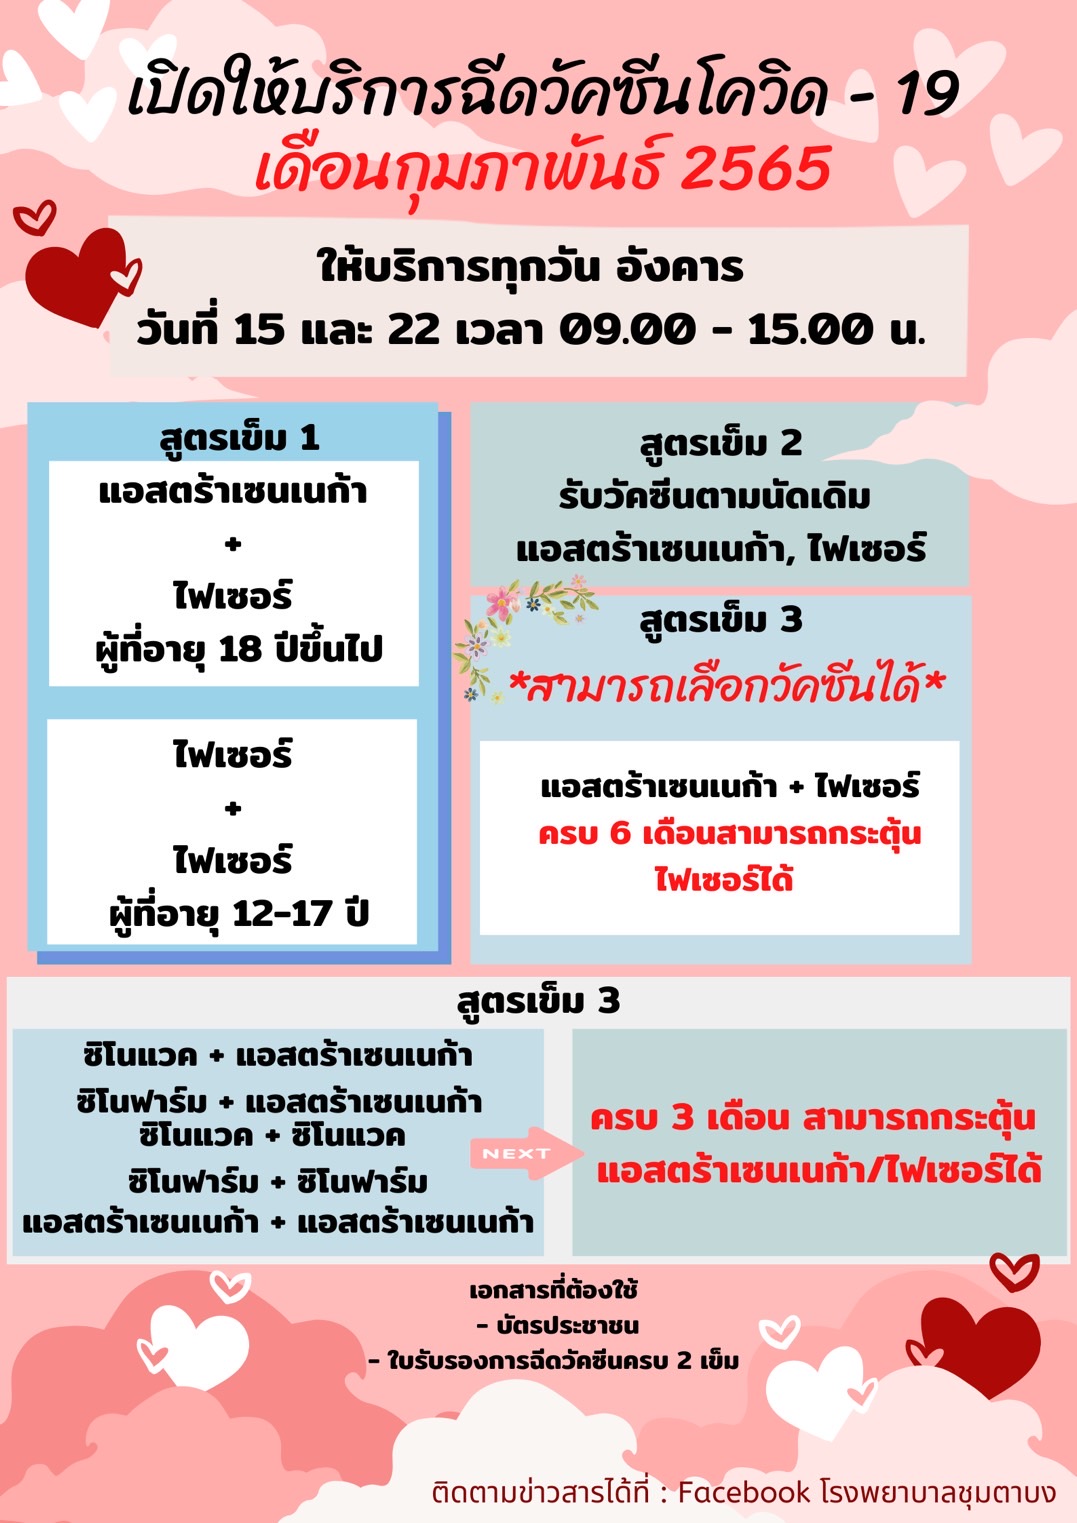 เปิดให้บริการฉีดวัคซีนโควิด - 19
เดือนกุมภาพันธ์ 2565
ให้บริการทุกวัน อังคาร
วันที่ 15 และ 22 เวลา 09.00 - 15.00 น.
สูตรเข็ม 1
แอสตร้าเซนเนก้า
+
ไฟเซอร์
ผู้ที่อายุ 18 ปีขึ้นไป
ไฟเซอร์
+
ไฟเซอร์
ผู้ที่อายุ 12-17 ปี
สูตรเข็ม 2
รับวัคซีนตามนัดเดิม
แอสตร้าเซนเนก้า, ไฟเซอร์
สูตรเข็ม 3
*สามารถเลือกวัคซีนได้*
แอสตร้าเซนเนก้า + ไฟเซอร์
ครบ 6 เดือนสามารถกระตุ้น
ไฟเซอร์ได้
สูตรเข็ม 3
ซิโนแวค + แอสตร้าเซนเนก้า
ซิโนฟาร์ม + แอสตร้าเซนเนก้า
ซิโนแวค + ซิโนแวค
ซิโนฟาร์ม + ซิโนฟาร์ม
แอสตร้าเซนเนก้า + แอสตร้าเซนเนก้า
NEXT
ครบ 3 เดือน สามารถกระตุ้น
แอสตร้าเซนเนก้า/ไฟเซอร์ได้
เอกสารที่ต้องใช้
- บัตรประชาชน
- ใบรับรองการฉีดวัคซีนครบ 2 เข็ม
ติดตามข่าวสารได้ที่ : Facebook โรงพยาบาลชุมตาบง